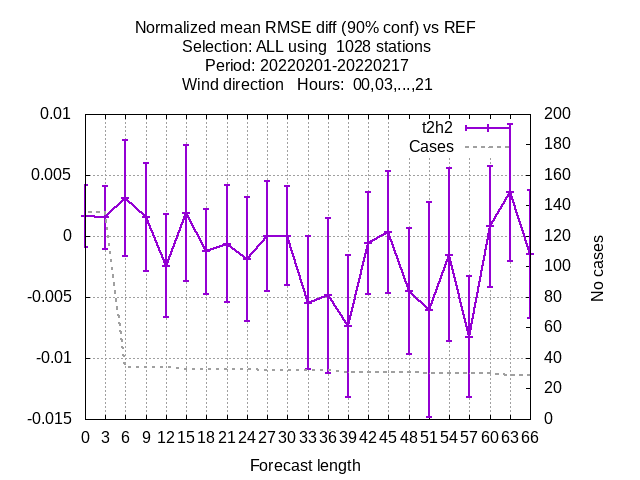 Normalized mean RMSE diff (90% conf) vs REF
Selection: ALL using  1028 stations
Period: 20220201-20220217
Wind direction   Hours:  00,03,...,21
0.01
0.005
0
-0.005
-0.01
-0.015
200
180
160
140
120
100
80
60
40
20
0
t2h2
Cases
No cases
0 3 6 9 12 15 18 21 24 27 30 33 36 39 42 45 48 51 54 57 60 63 66
Forecast length